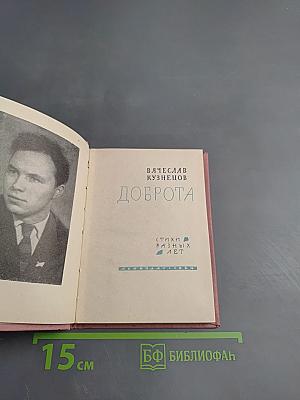 ВЯЧЕСЛАВ
КУЗНЕЦОВ
ДОБРОТА
СТИХИ
РАЗНЫХ
ЛЕТ
15 см
БФ БИБЛИОФАН